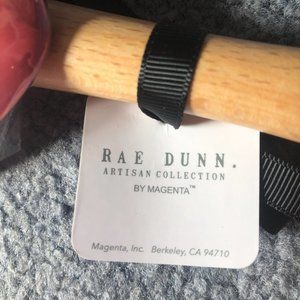 RAE DUNN.
ARTISAN COLLECTION
BY MAGENTA™
Magenta, Inc. Berkeley, CA 94710